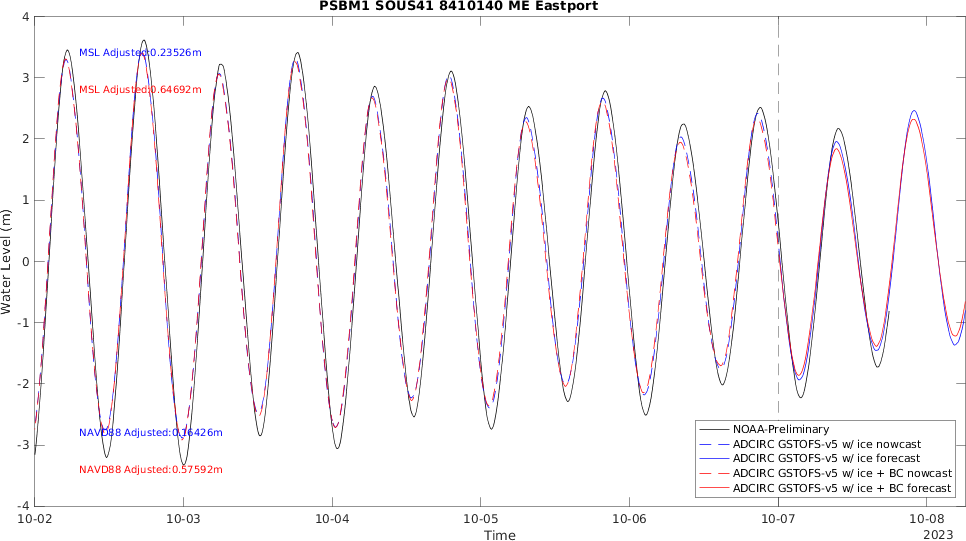 PSBM1 SOUS41 8410140 ME Eastport
4
3
2
1
0
-1
-2
-3
-4
Water Level (m)
MSL Adjusted:0.23526m
MSL Adjusted:0.64692m
NAVD88 Adjusted:0.16426m
NAVD88 Adjusted:0.57592m
NOAA-Preliminary
ADCIRC GSTOFS-v5 w/ ice nowcast
ADCIRC GSTOFS-v5 w/ ice forecast
ADCIRC GSTOFS-v5 w/ ice + BC nowcast
ADCIRC GSTOFS-v5 w/ ice + BC forecast
10-02 10-03 10-04 10-05 10-06 10-07 10-08
Time
2023